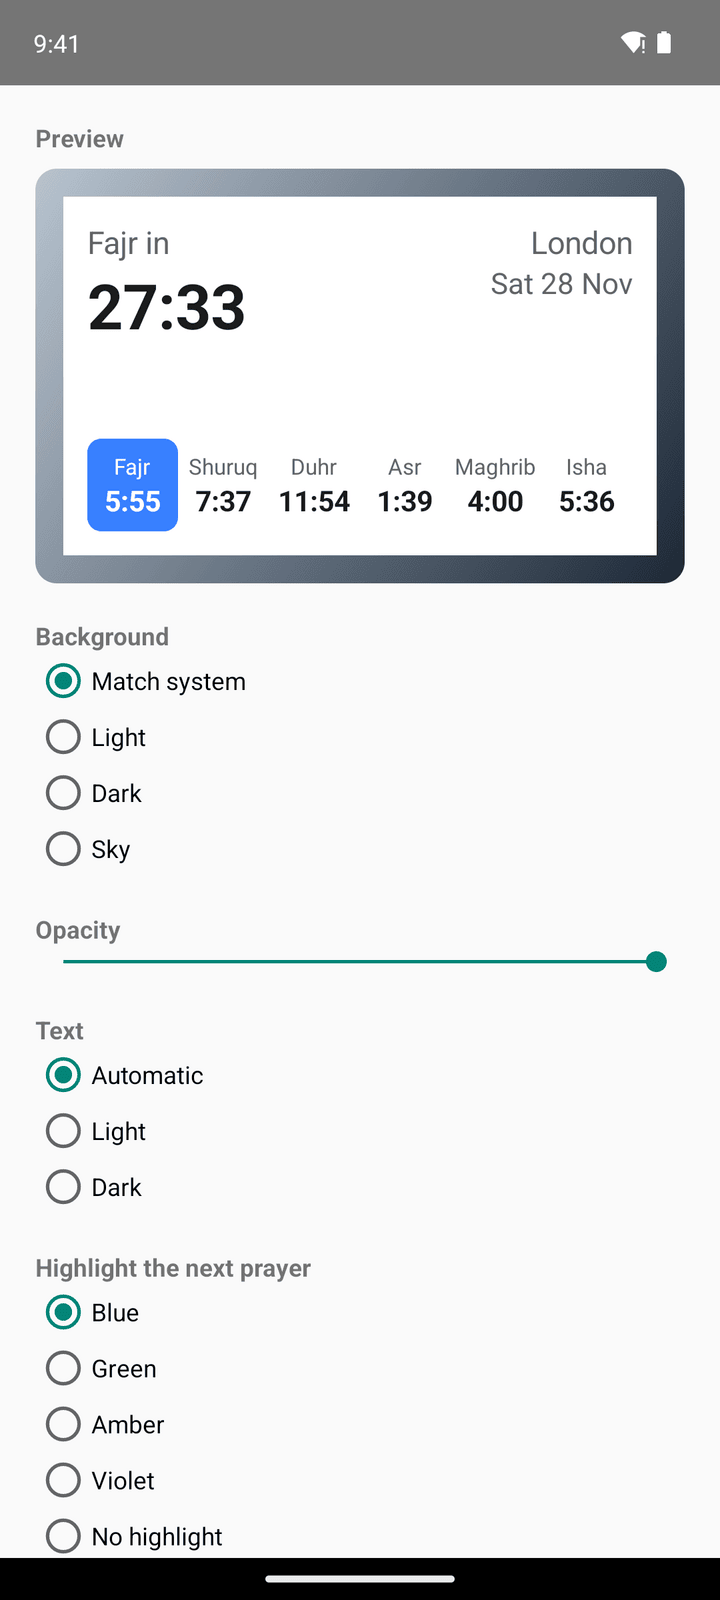 9:41
Preview
Fajr in
London
27:33
Sat 28 Nov
Fajr Shuruq Duhr Asr Maghrib Isha
5:55 7:37 11:54 1:39 4:00 5:36
Background
Match system
Light
Dark
Sky
Opacity
Text
Automatic
Light
Dark
Highlight the next prayer
Blue
Green
Amber
Violet
No highlight